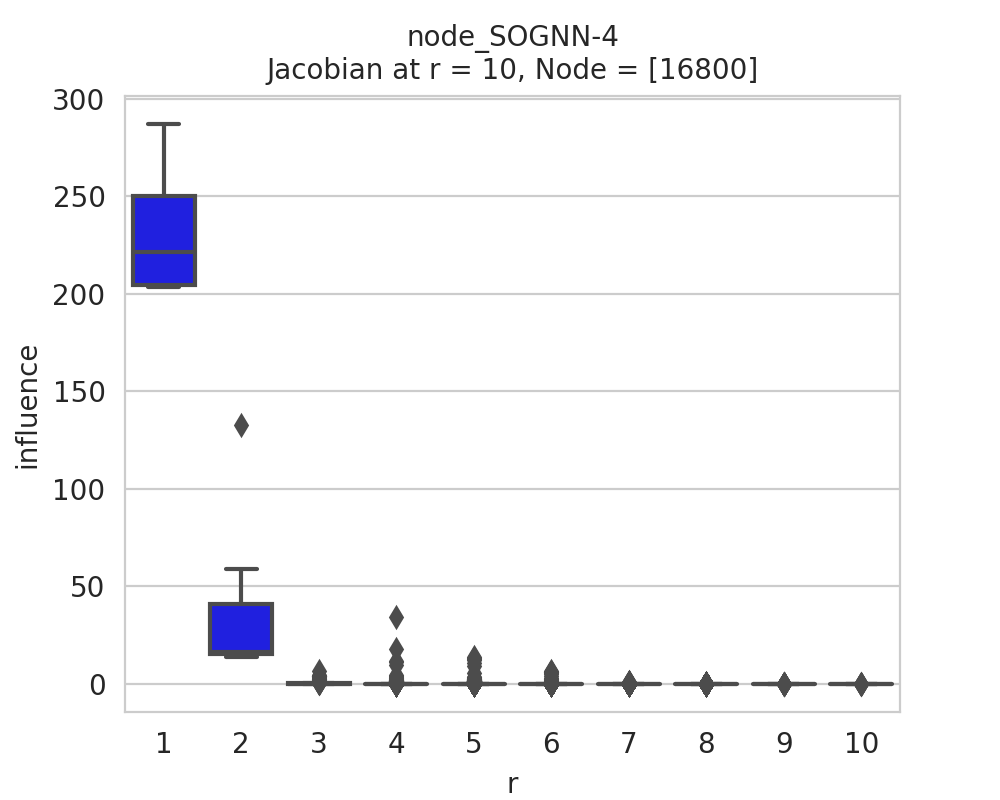 node_SOGNN-4
Jacobian at r = 10, Node = [16800]
300
250
200
150
100
50
0
influence
1 2 3 4 5 6 7 8 9 10
r